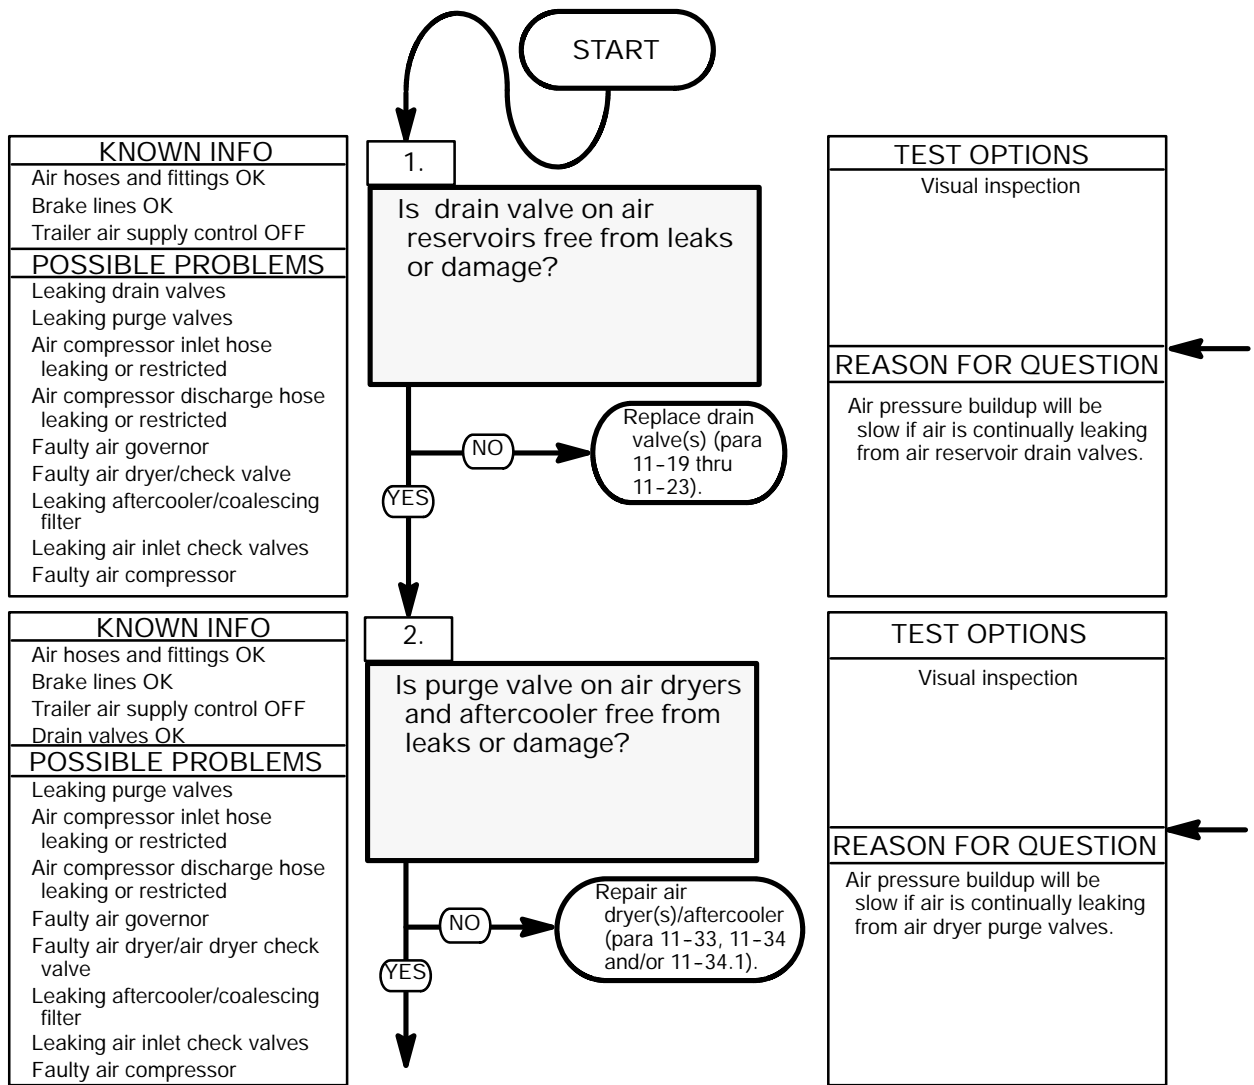 START
KNOWN INFO
Air hoses and fittings OK
Brake lines OK
Trailer air supply control OFF
POSSIBLE PROBLEMS
Leaking drain valves
Leaking purge valves
Air compressor inlet hose
leaking or restricted
Air compressor discharge hose
leaking or restricted
Faulty air governor
Faulty air dryer/check valve
Leaking aftercooler/coalescing
filter
Leaking air inlet check valves
Faulty air compressor
1.
Is drain valve on air
reservoirs free from leaks
or damage?
NO
Replace drain
valve(s) (para
11-19 thru
11-23).
YES
TEST OPTIONS
Visual inspection
REASON FOR QUESTION
Air pressure buildup will be
slow if air is continually leaking
from air reservoir drain valves.
KNOWN INFO
Air hoses and fittings OK
Brake lines OK
Trailer air supply control OFF
Drain valves OK
POSSIBLE PROBLEMS
Leaking purge valves
Air compressor inlet hose
leaking or restricted
Air compressor discharge hose
leaking or restricted
Faulty air governor
Faulty air dryer/air dryer check
valve
Leaking aftercooler/coalescing
filter
Leaking air inlet check valves
Faulty air compressor
2.
Is purge valve on air dryers
and aftercooler free from
leaks or damage?
NO
Repair air
dryer(s)/aftercooler
(para 11-33, 11-34
and/or 11-34.1).
YES
TEST OPTIONS
Visual inspection
REASON FOR QUESTION
Air pressure buildup will be
slow if air is continually leaking
from air dryer purge valves.